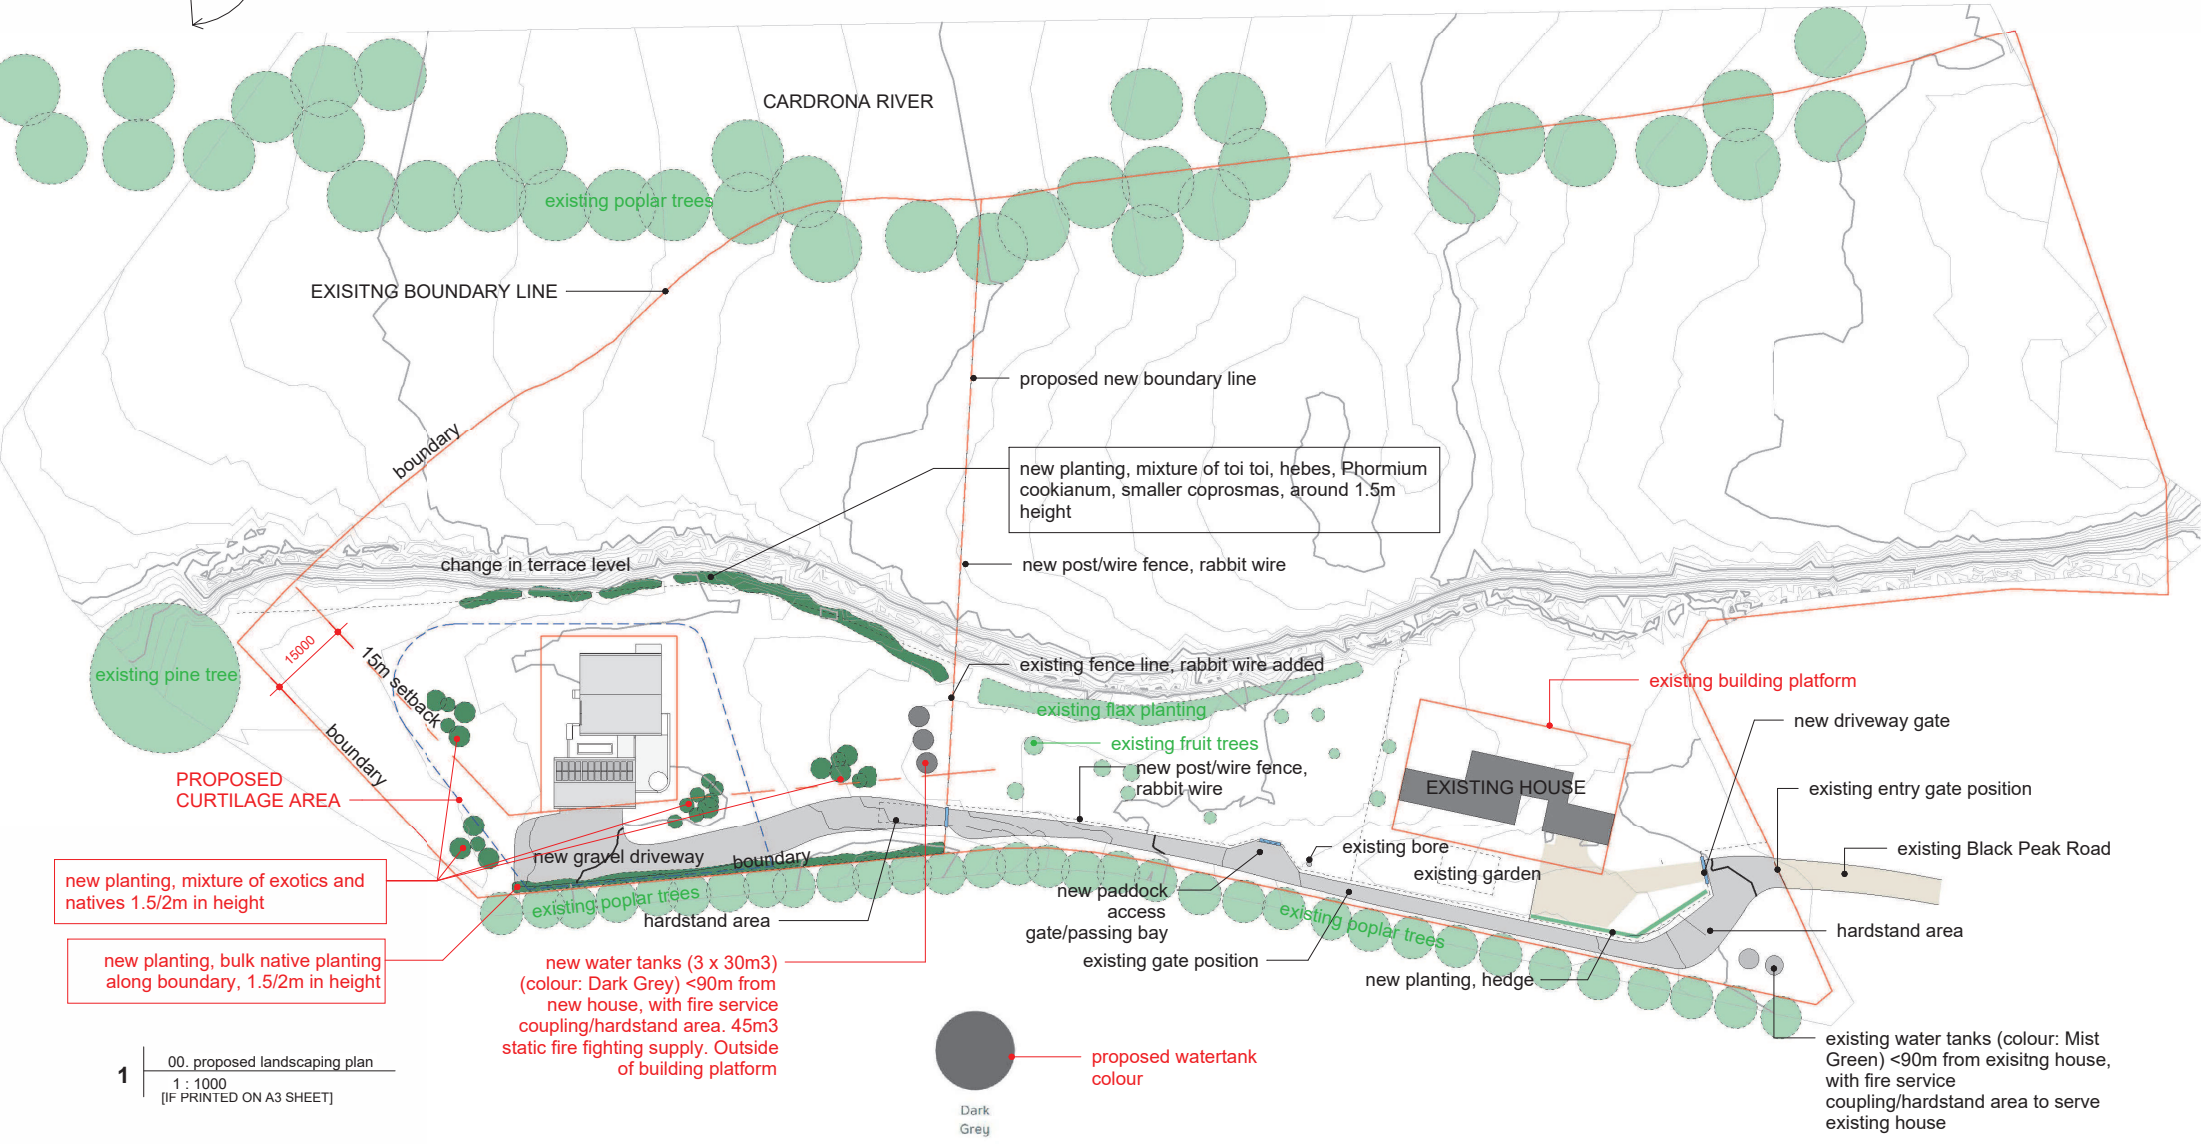 CARDRONA RIVER
existing poplar trees
EXISITNG BOUNDARY LINE
proposed new boundary line
boundary
new planting, mixture of toi toi, hebes, Phormium
cookianum, smaller coprosmas, around 1.5m
height
change in terrace level
new post/wire fence, rabbit wire
15000
15m setback
existing pine tree
boundary
existing fence line, rabbit wire added
existing flax planting
existing building platform
new driveway gate
existing fruit trees
new post/wire fence,
rabbit wire
PROPOSED
CURTILAGE AREA
EXISTING HOUSE
existing entry gate position
existing bore
existing Black Peak Road
new gravel driveway
boundary
existing garden
new planting, mixture of exotics and
natives 1.5/2m in height
existing poplar trees
hardstand area
new paddock
access
gate/passing bay
existing poplar trees
hardstand area
new planting, bulk native planting
along boundary, 1.5/2m in height
existing gate position
new planting, hedge
new water tanks (3 x 30m3)
(colour: Dark Grey) <90m from
new house, with fire service
coupling/hardstand area. 45m3
static fire fighting supply. Outside
of building platform
proposed watertank
colour
Dark
Grey
existing water tanks (colour: Mist
Green) <90m from exisitng house,
with fire service
coupling/hardstand area to serve
existing house
1
00. proposed landscaping plan
1 : 1000
[IF PRINTED ON A3 SHEET]